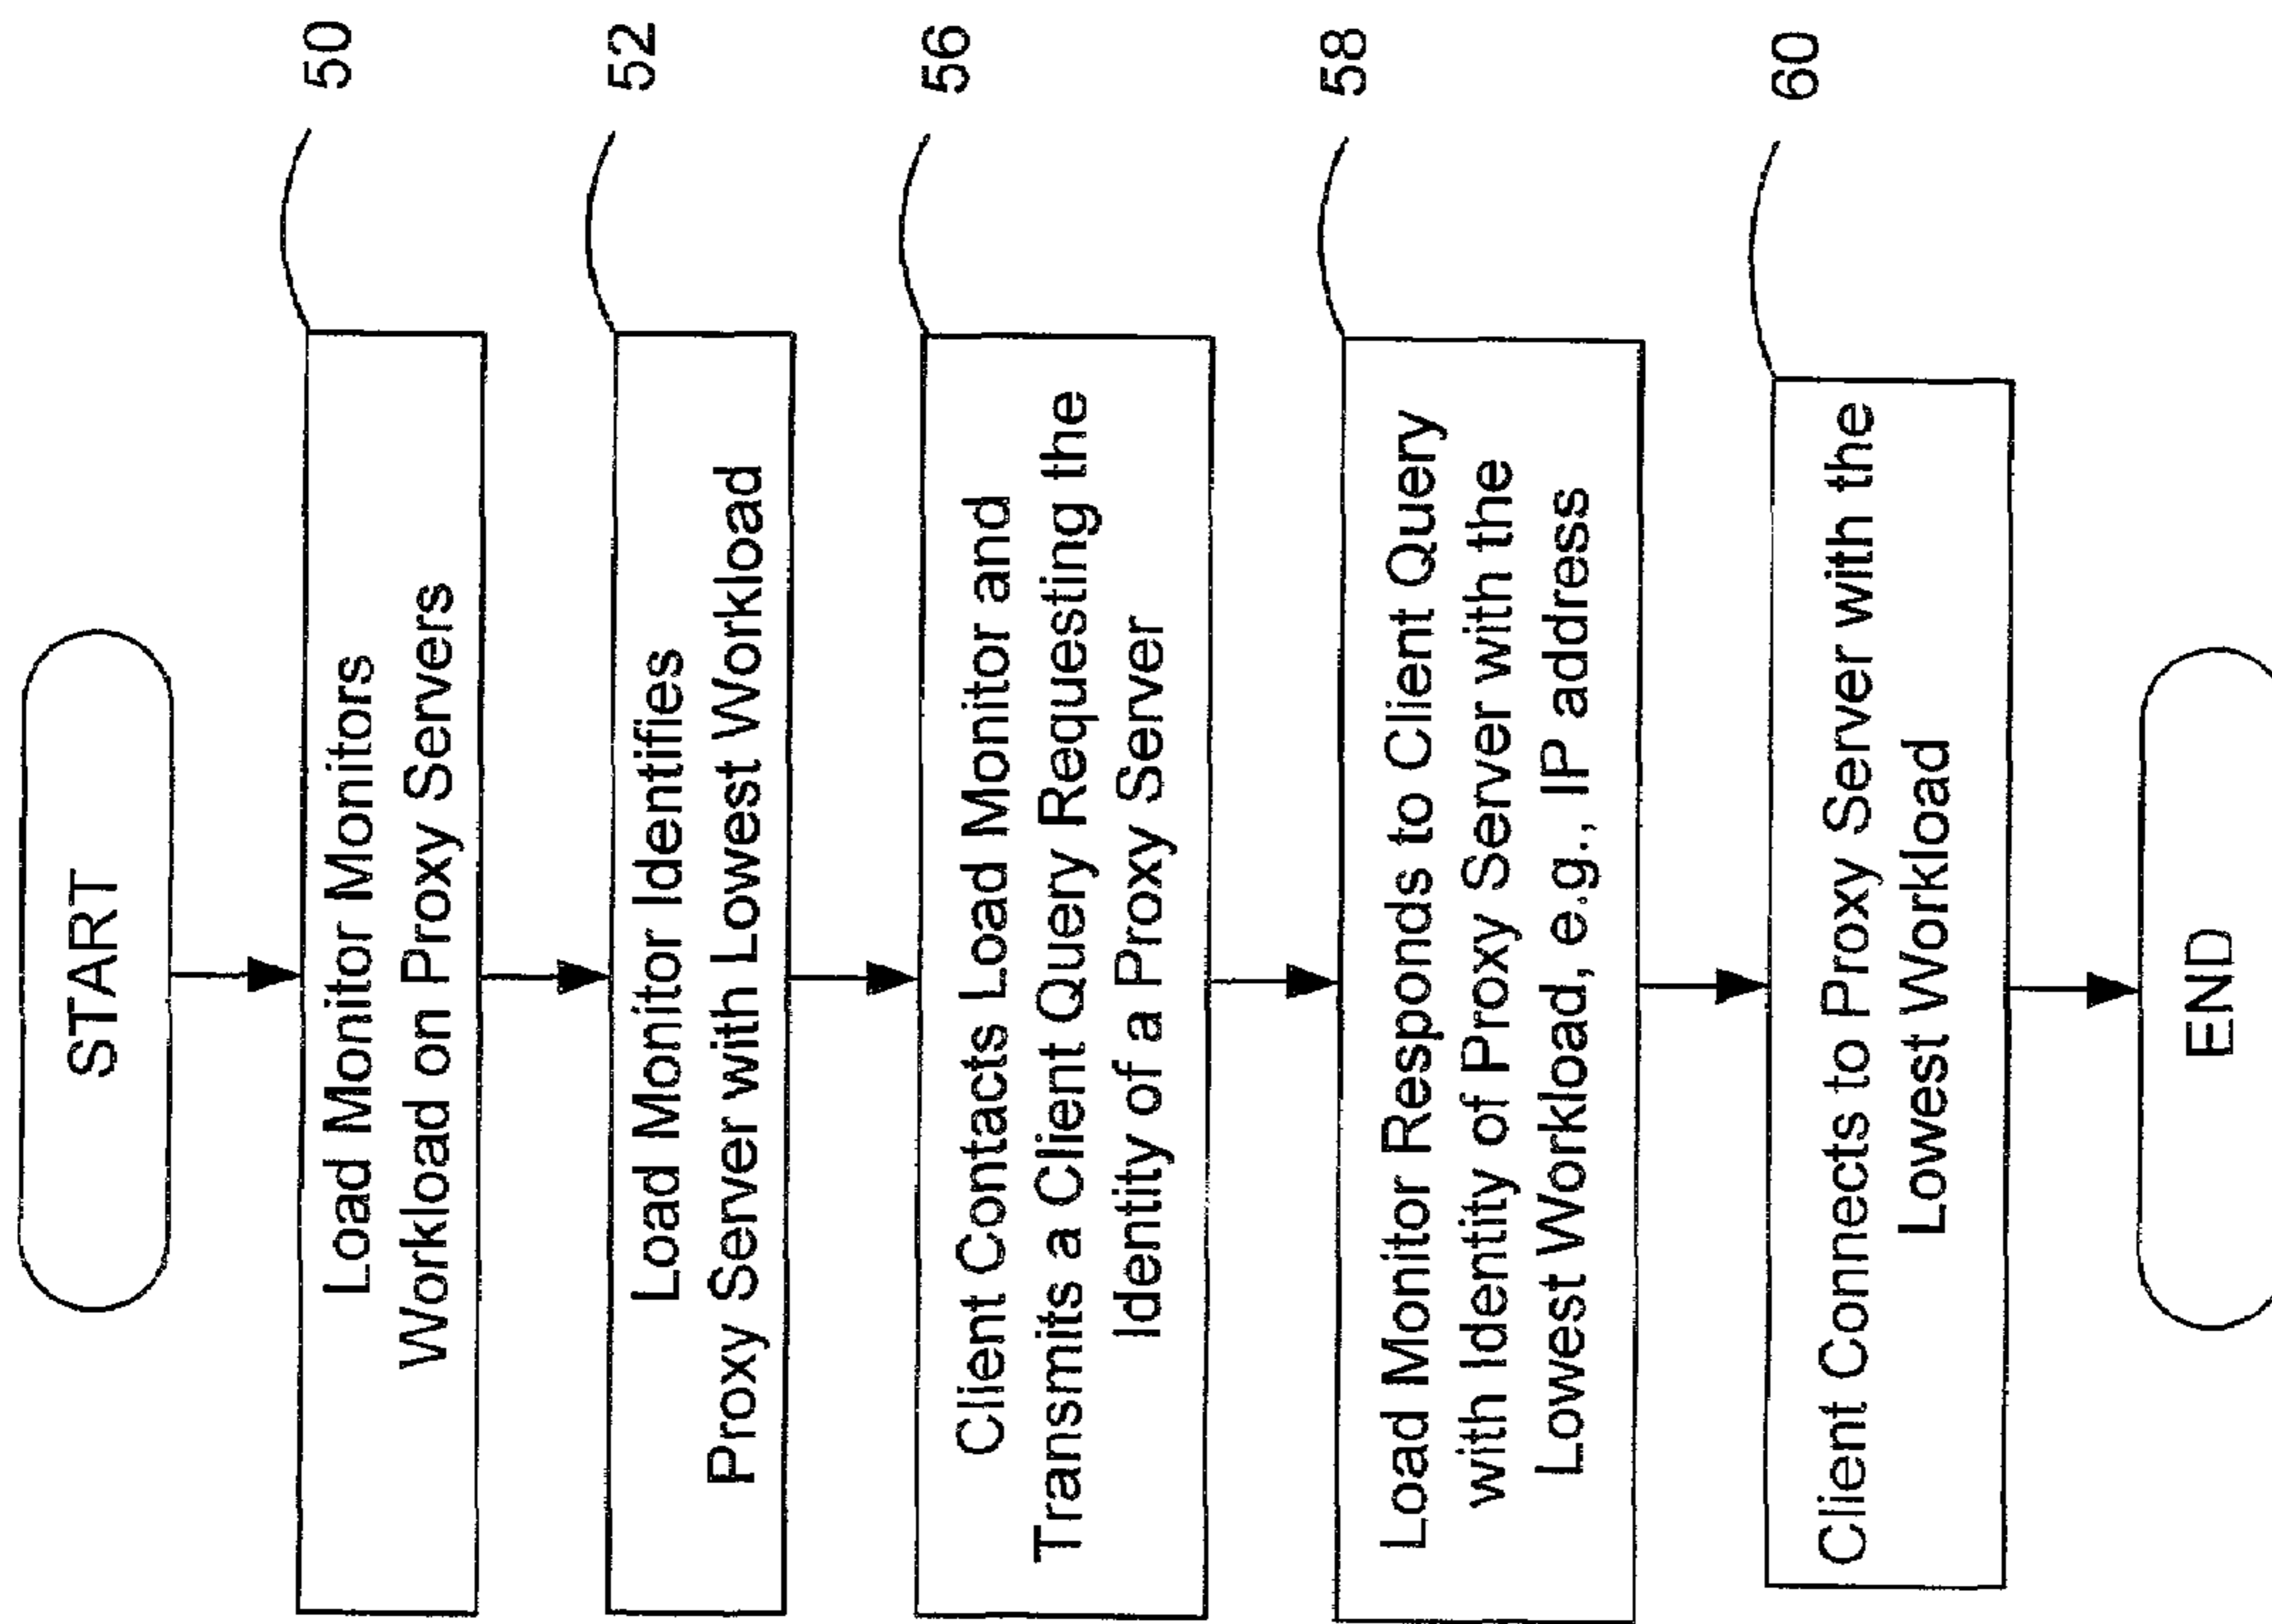 START
50
Load Monitor Monitors
Workload on Proxy Servers
52
Load Monitor Identifies
Proxy Server with Lowest Workload
56
Client Contacts Load Monitor and
Transmits a Client Query Requesting the
Identity of a Proxy Server
58
Load Monitor Responds to Client Query
with Identity of Proxy Server with the
Lowest Workload, e.g., IP address
60
Client Connects to Proxy Server with the
Lowest Workload
END